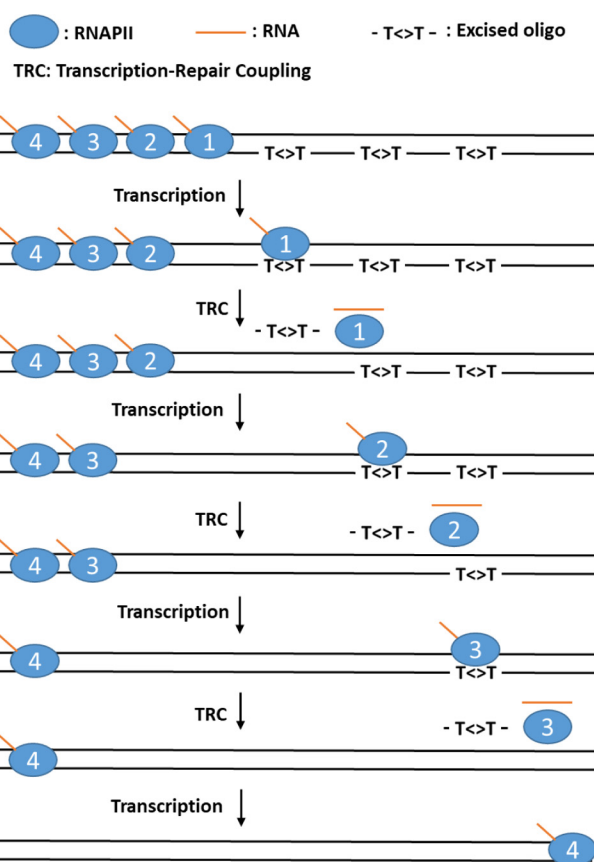 : RNAPII : RNA - T<>T - : Excised oligo
TRC: Transcription-Repair Coupling
4 3 2 1
T<>T T<>T T<>T
Transcription
4 3 2 1
T<>T T<>T T<>T
TRC
- T<>T - 1
4 3 2
T<>T T<>T
Transcription
4 3 2
T<>T T<>T
TRC
- T<>T - 2
4 3
T<>T
Transcription
4 3
T<>T
TRC
- T<>T - 3
4
Transcription
4